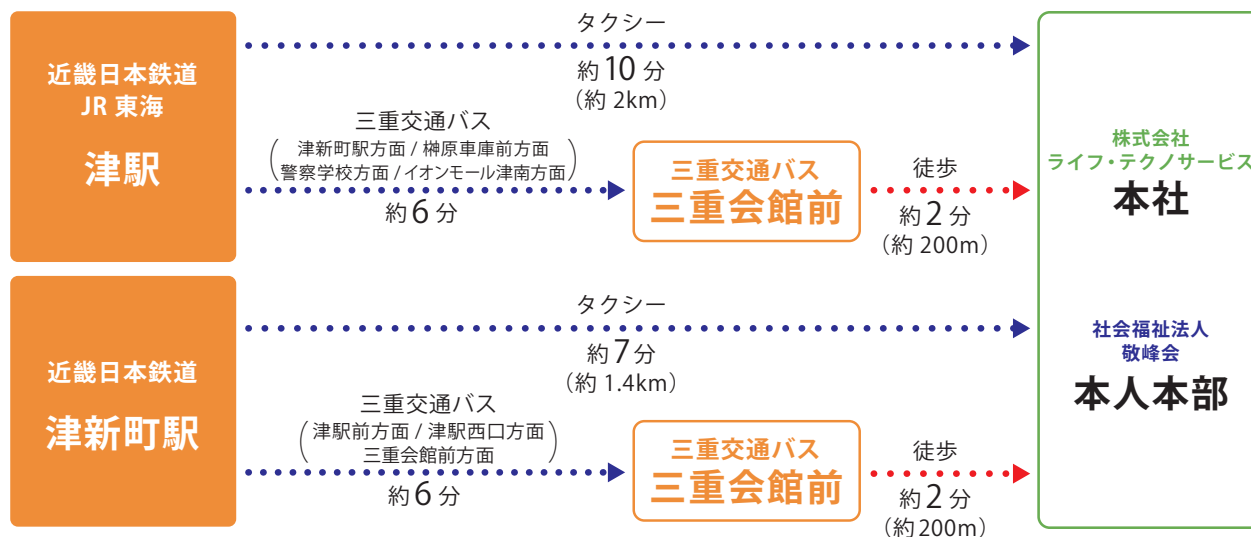 近畿日本鉄道
JR 東海
津駅
タクシー
約10分
（約 2km）
三重交通バス
（津新町駅方面 / 榊原車庫前方面
警察学校方面 / イオンモール津南方面）
約6分
三重交通バス
三重会館前
徒歩
約2分
（約 200m）
近畿日本鉄道
津新町駅
タクシー
約7分
（約 1.4km）
三重交通バス
（津駅前方面 / 津駅西口方面
三重会館前方面）
約6分
三重交通バス
三重会館前
徒歩
約2分
（約200m）
株式会社
ライフ・テクノサービス
本社
社会福祉法人
敬峰会
本人本部